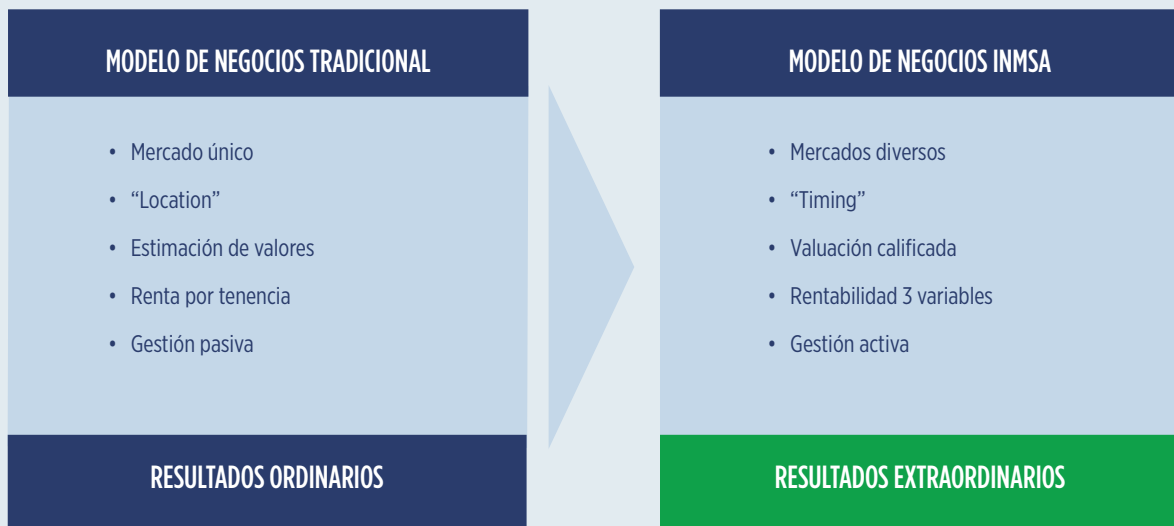 MODELO DE NEGOCIOS TRADICIONAL
• Mercado único
• “Location”
• Estimación de valores
• Renta por tenencia
• Gestión pasiva
RESULTADOS ORDINARIOS
MODELO DE NEGOCIOS INMSA
• Mercados diversos
• “Timing”
• Valuación calificada
• Rentabilidad 3 variables
• Gestión activa
RESULTADOS EXTRAORDINARIOS